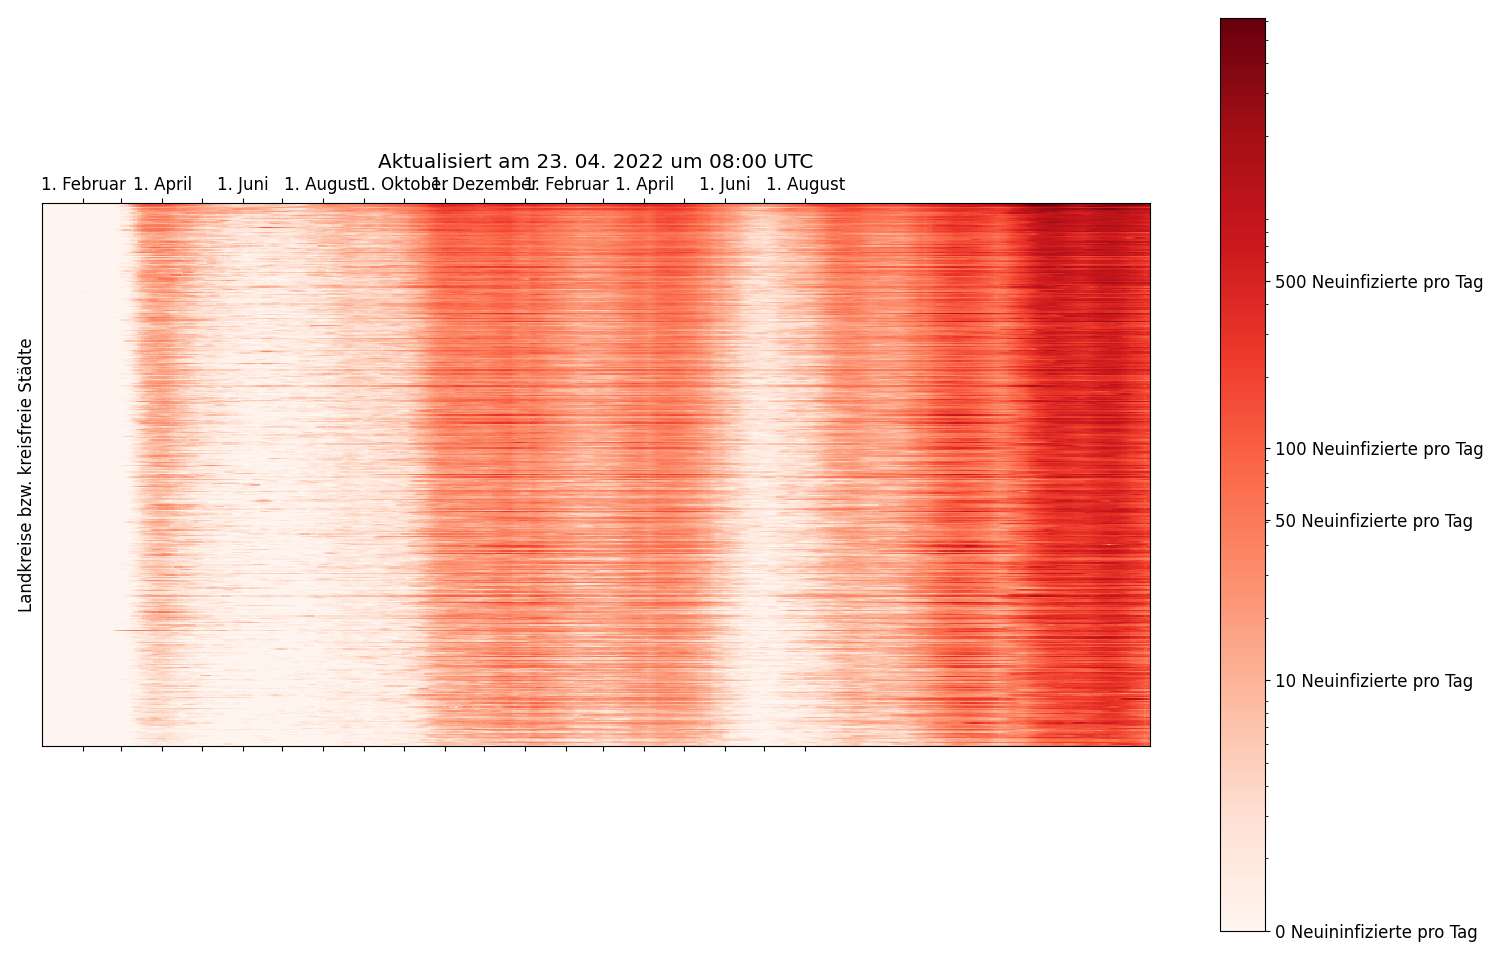 Aktualisiert am 23. 04. 2022 um 08:00 UTC
1. Februar 1. April 1. Juni 1. August 1. Oktober 1. Dezember 1. Februar 1. April 1. Juni 1. August
Landkreise bzw. kreisfreie Städte
500 Neuinfizierte pro Tag
100 Neuinfizierte pro Tag
50 Neuinfizierte pro Tag
10 Neuinfizierte pro Tag
0 Neuininfizierte pro Tag